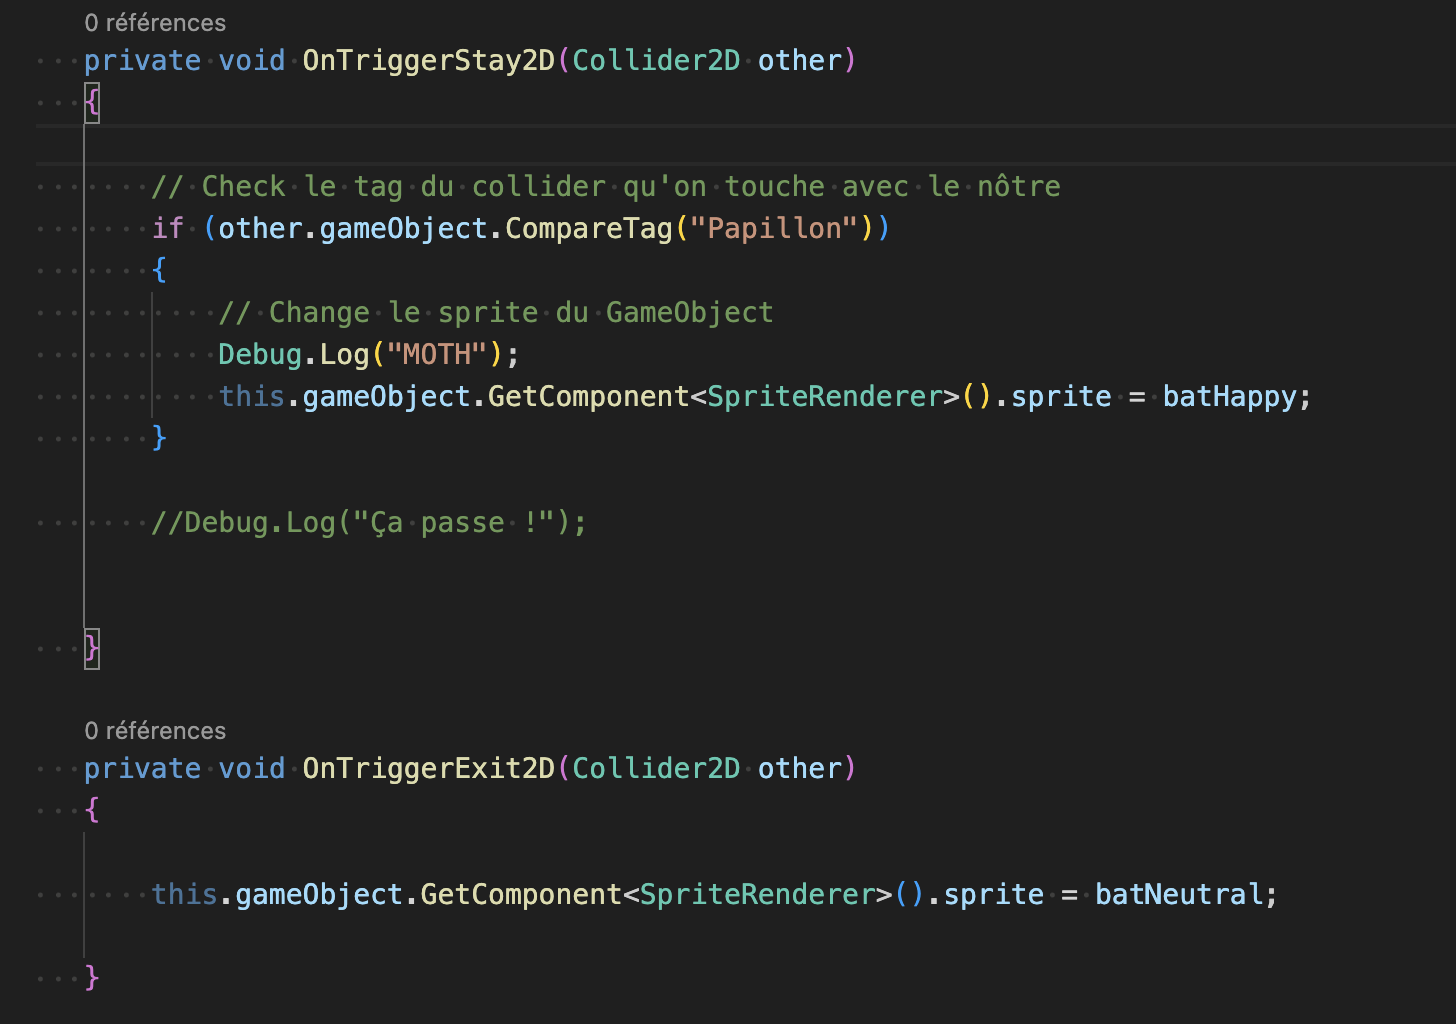 0 références
private void OnTriggerStay2D(Collider2D other)
{
// Check le tag du collider qu'on touche avec le nôtre
if (other.gameObject.CompareTag("Papillon"))
{
// Change le sprite du GameObject
Debug.Log("MOTH");
this.gameObject.GetComponent<SpriteRenderer>().sprite = batHappy;
}
//Debug.Log("Ça passe !");
}
0 références
private void OnTriggerExit2D(Collider2D other)
{
this.gameObject.GetComponent<SpriteRenderer>().sprite = batNeutral;
}